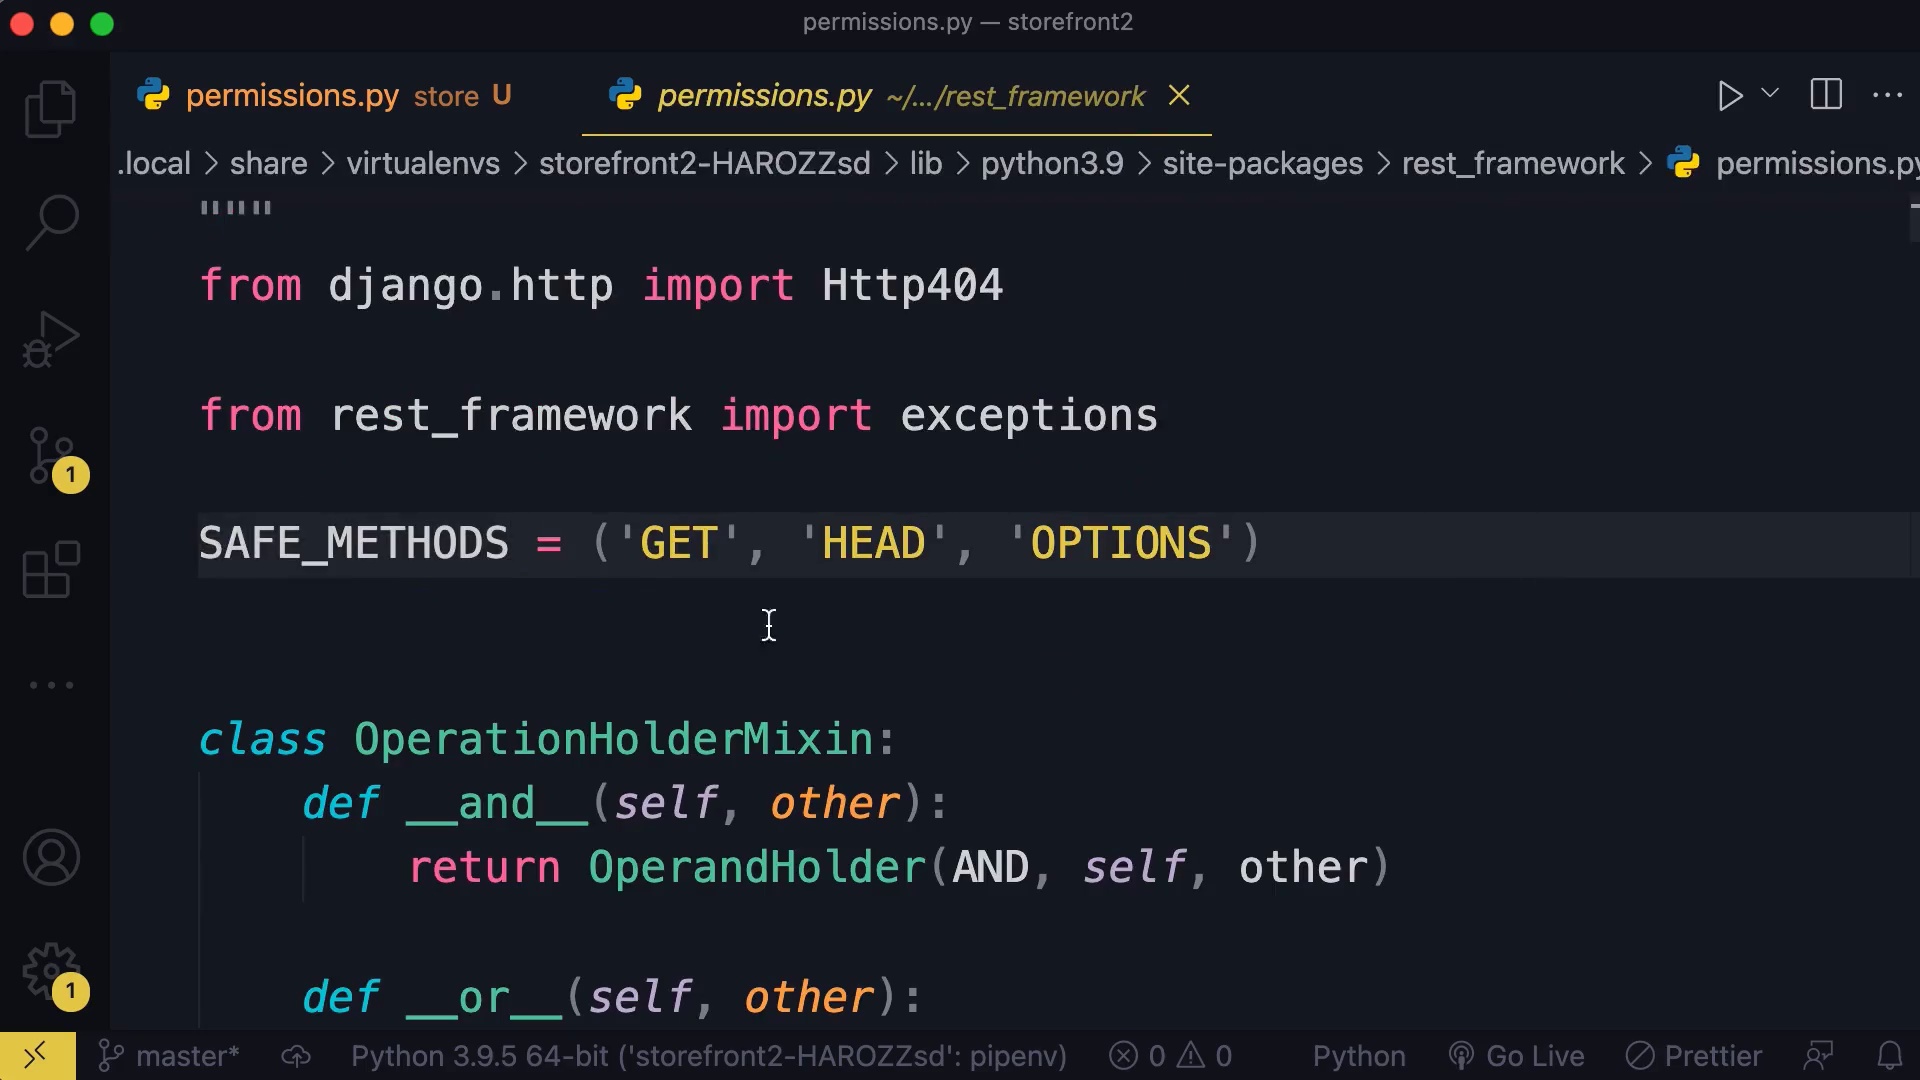 permissions.py — storefront2
permissions.py store U
permissions.py ~/.../rest_framework
.local > share > virtualenvs > storefront2-HAROZZsd > lib > python3.9 > site-packages > rest_framework > permissions.py
"""
from django.http import Http404
from rest_framework import exceptions
SAFE_METHODS = ('GET', 'HEAD', 'OPTIONS')
class OperationHolderMixin:
def __and__(self, other):
return OperandHolder(AND, self, other)
def __or__(self, other):
1
1
master* Python 3.9.5 64-bit ('storefront2-HAROZZsd': pipenv) 0 0 Python Go Live Prettier